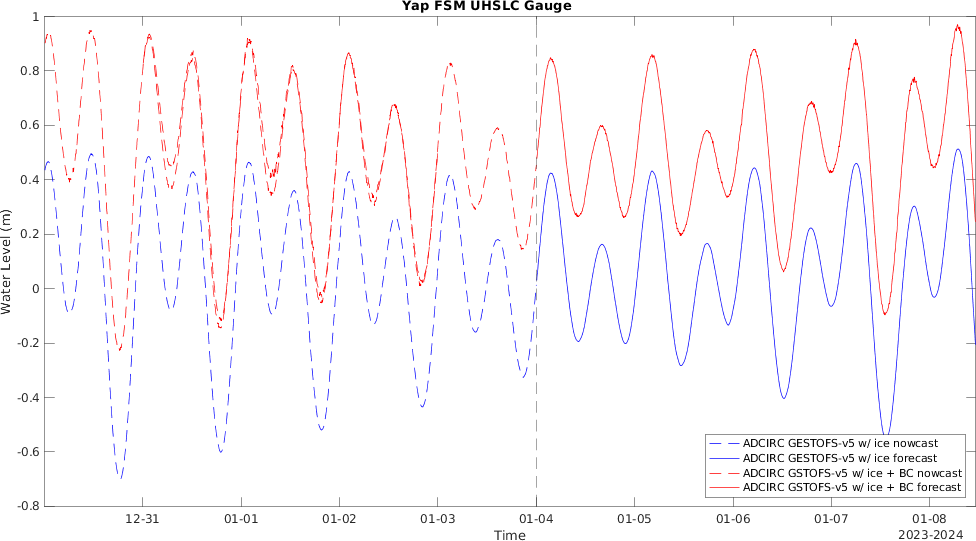 Yap FSM UHSLC Gauge
1
0.8
0.6
0.4
0.2
0
-0.2
-0.4
-0.6
-0.8
Water Level (m)
ADCIRC GESTOFS-v5 w/ ice nowcast
ADCIRC GESTOFS-v5 w/ ice forecast
ADCIRC GSTOFS-v5 w/ ice + BC nowcast
ADCIRC GSTOFS-v5 w/ ice + BC forecast
12-31 01-01 01-02 01-03 01-04 01-05 01-06 01-07 01-08
Time
2023-2024